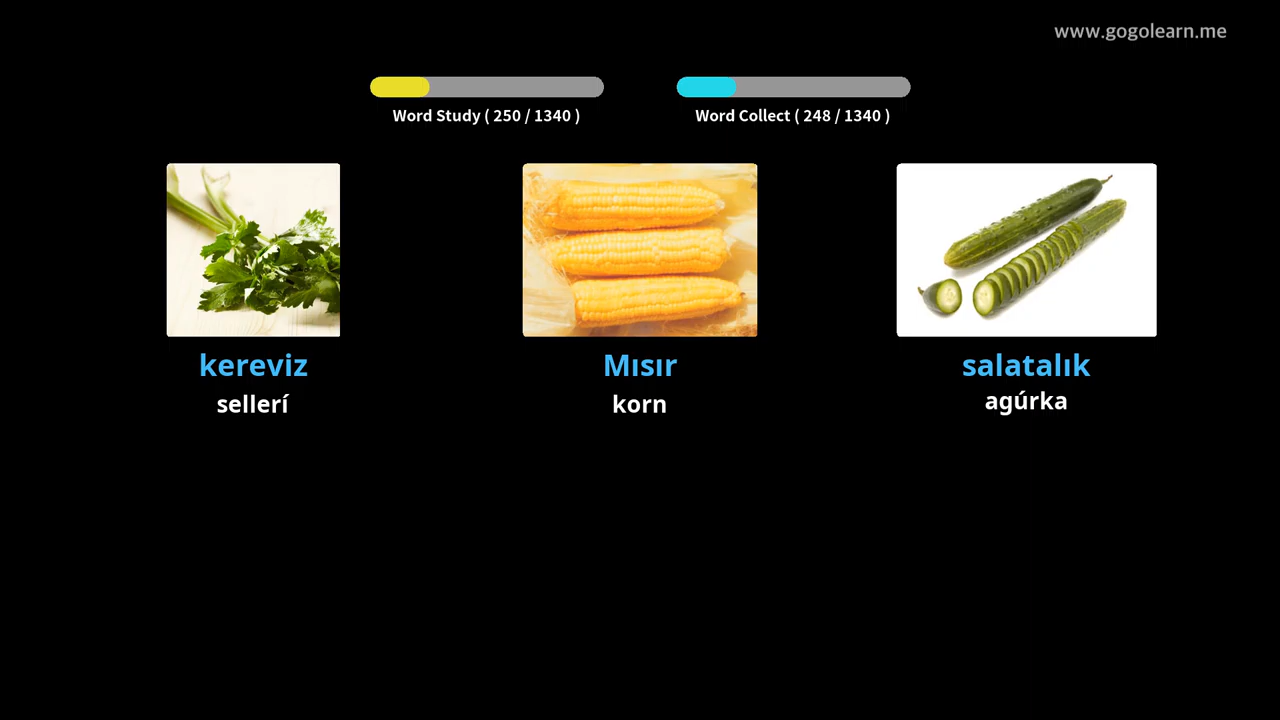 www.gogolearn.me
Word Study ( 250 / 1340 )
Word Collect ( 248 / 1340 )
kereviz
sellerí
Mısır
korn
salatalık
agúrka